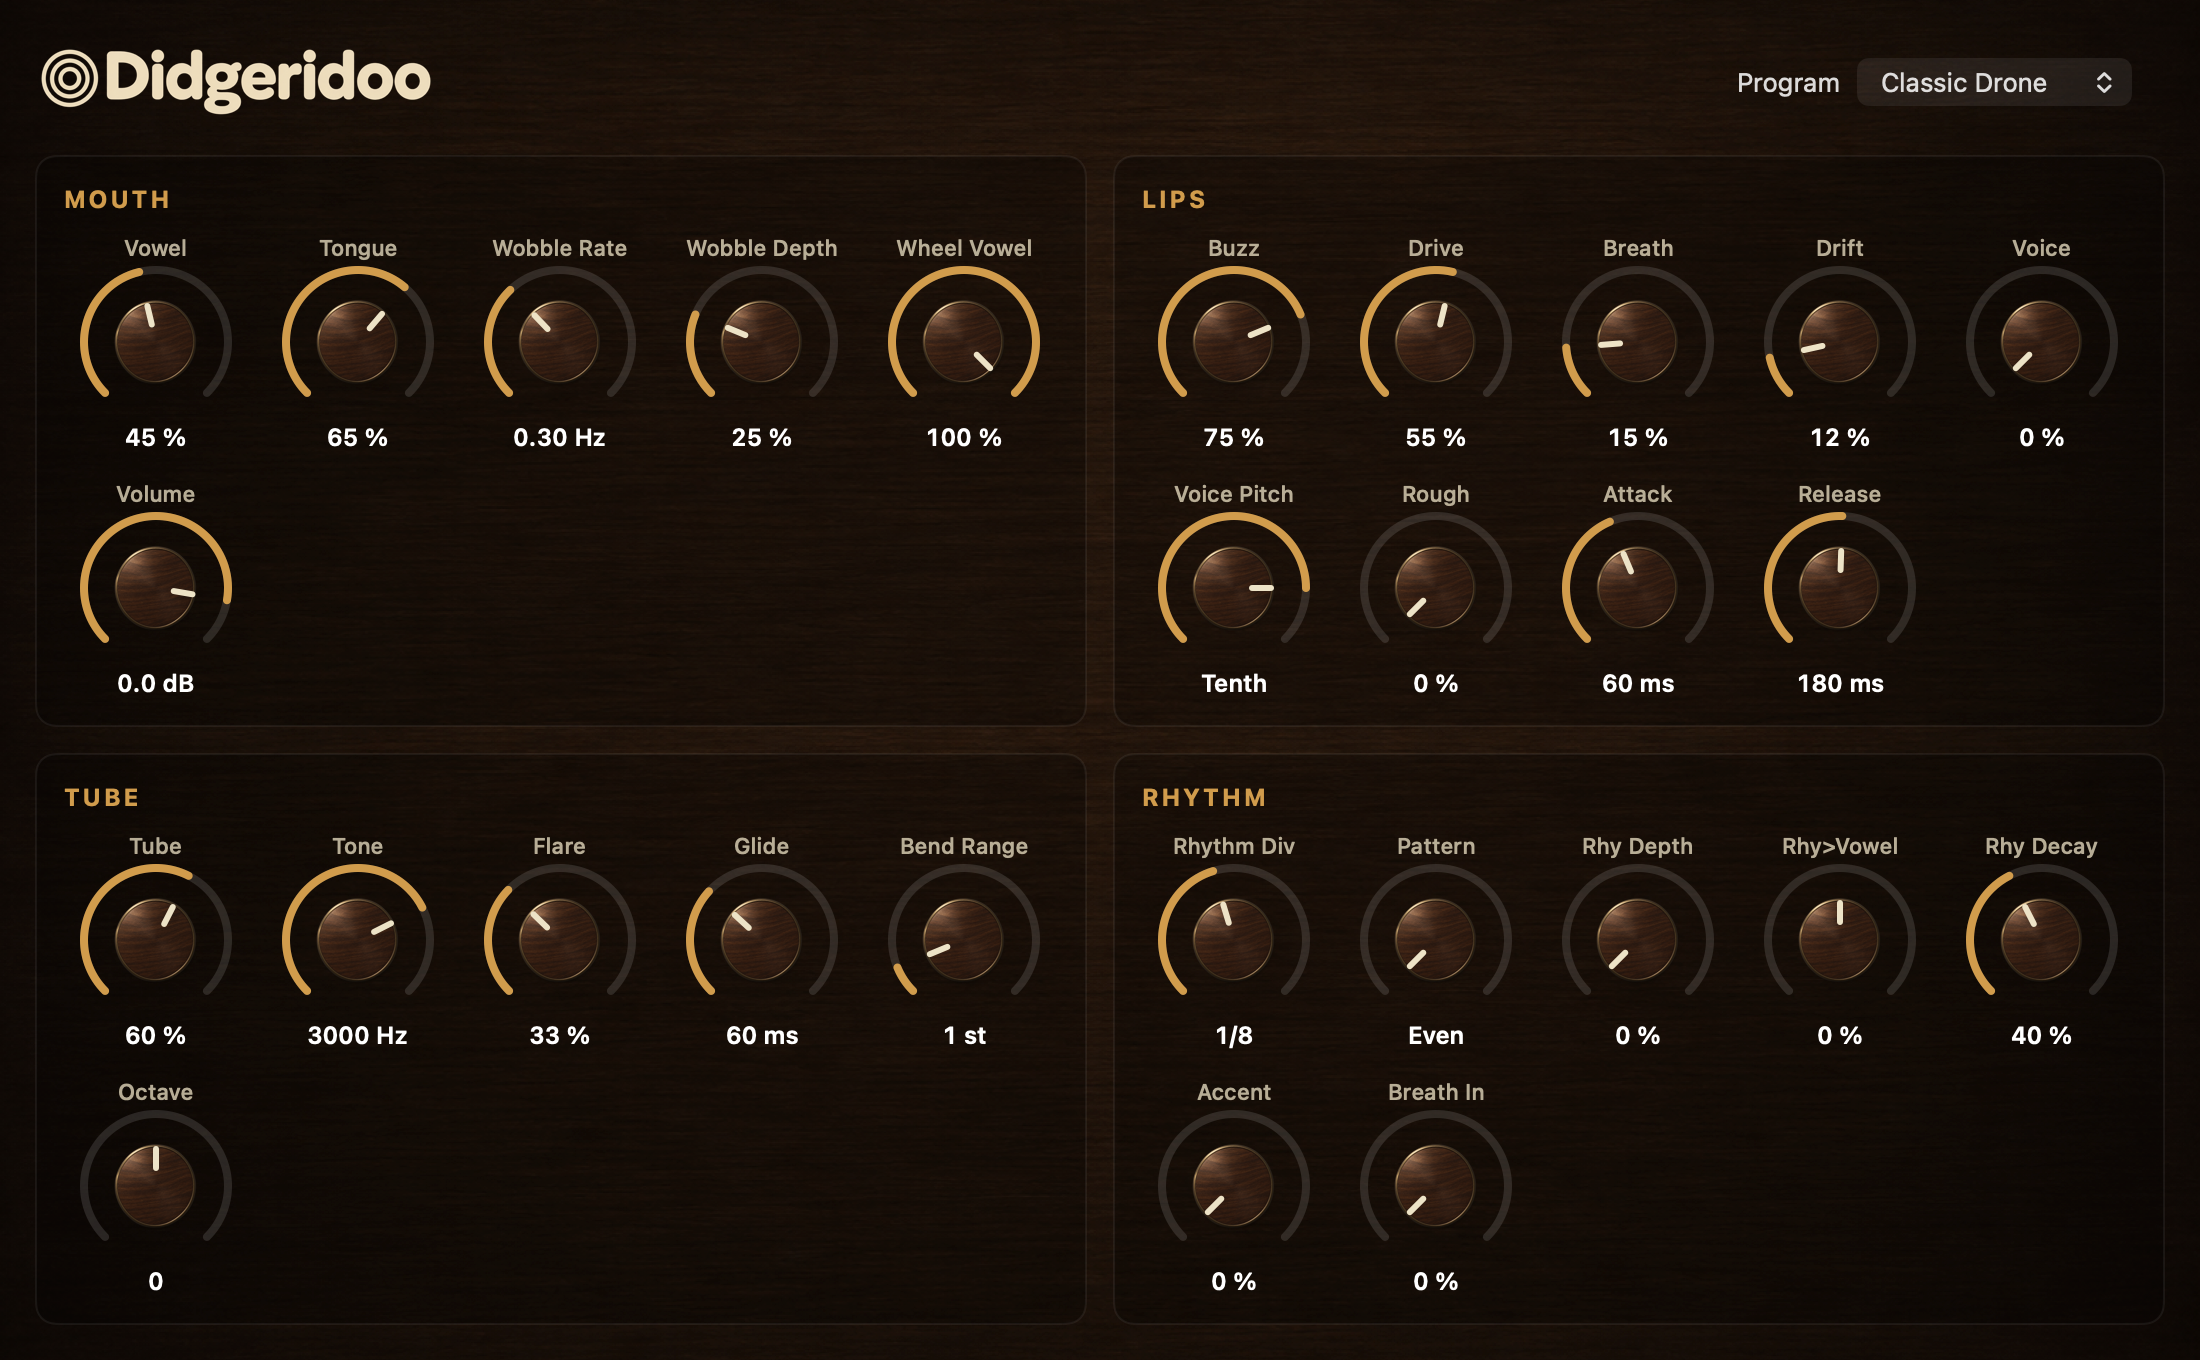 Didgeridoo
Program Classic Drone
MOUTH
Vowel Tongue Wobble Rate Wobble Depth Wheel Vowel
45 % 65 % 0.30 Hz 25 % 100 %
Volume
0.0 dB
LIPS
Buzz Drive Breath Drift Voice
75 % 55 % 15 % 12 % 0 %
Voice Pitch Rough Attack Release
Tenth 0 % 60 ms 180 ms
TUBE
Tube Tone Flare Glide Bend Range
60 % 3000 Hz 33 % 60 ms 1 st
Octave
0
RHYTHM
Rhythm Div Pattern Rhy Depth Rhy>Vowel Rhy Decay
1/8 Even 0 % 0 % 40 %
Accent Breath In
0 % 0 %